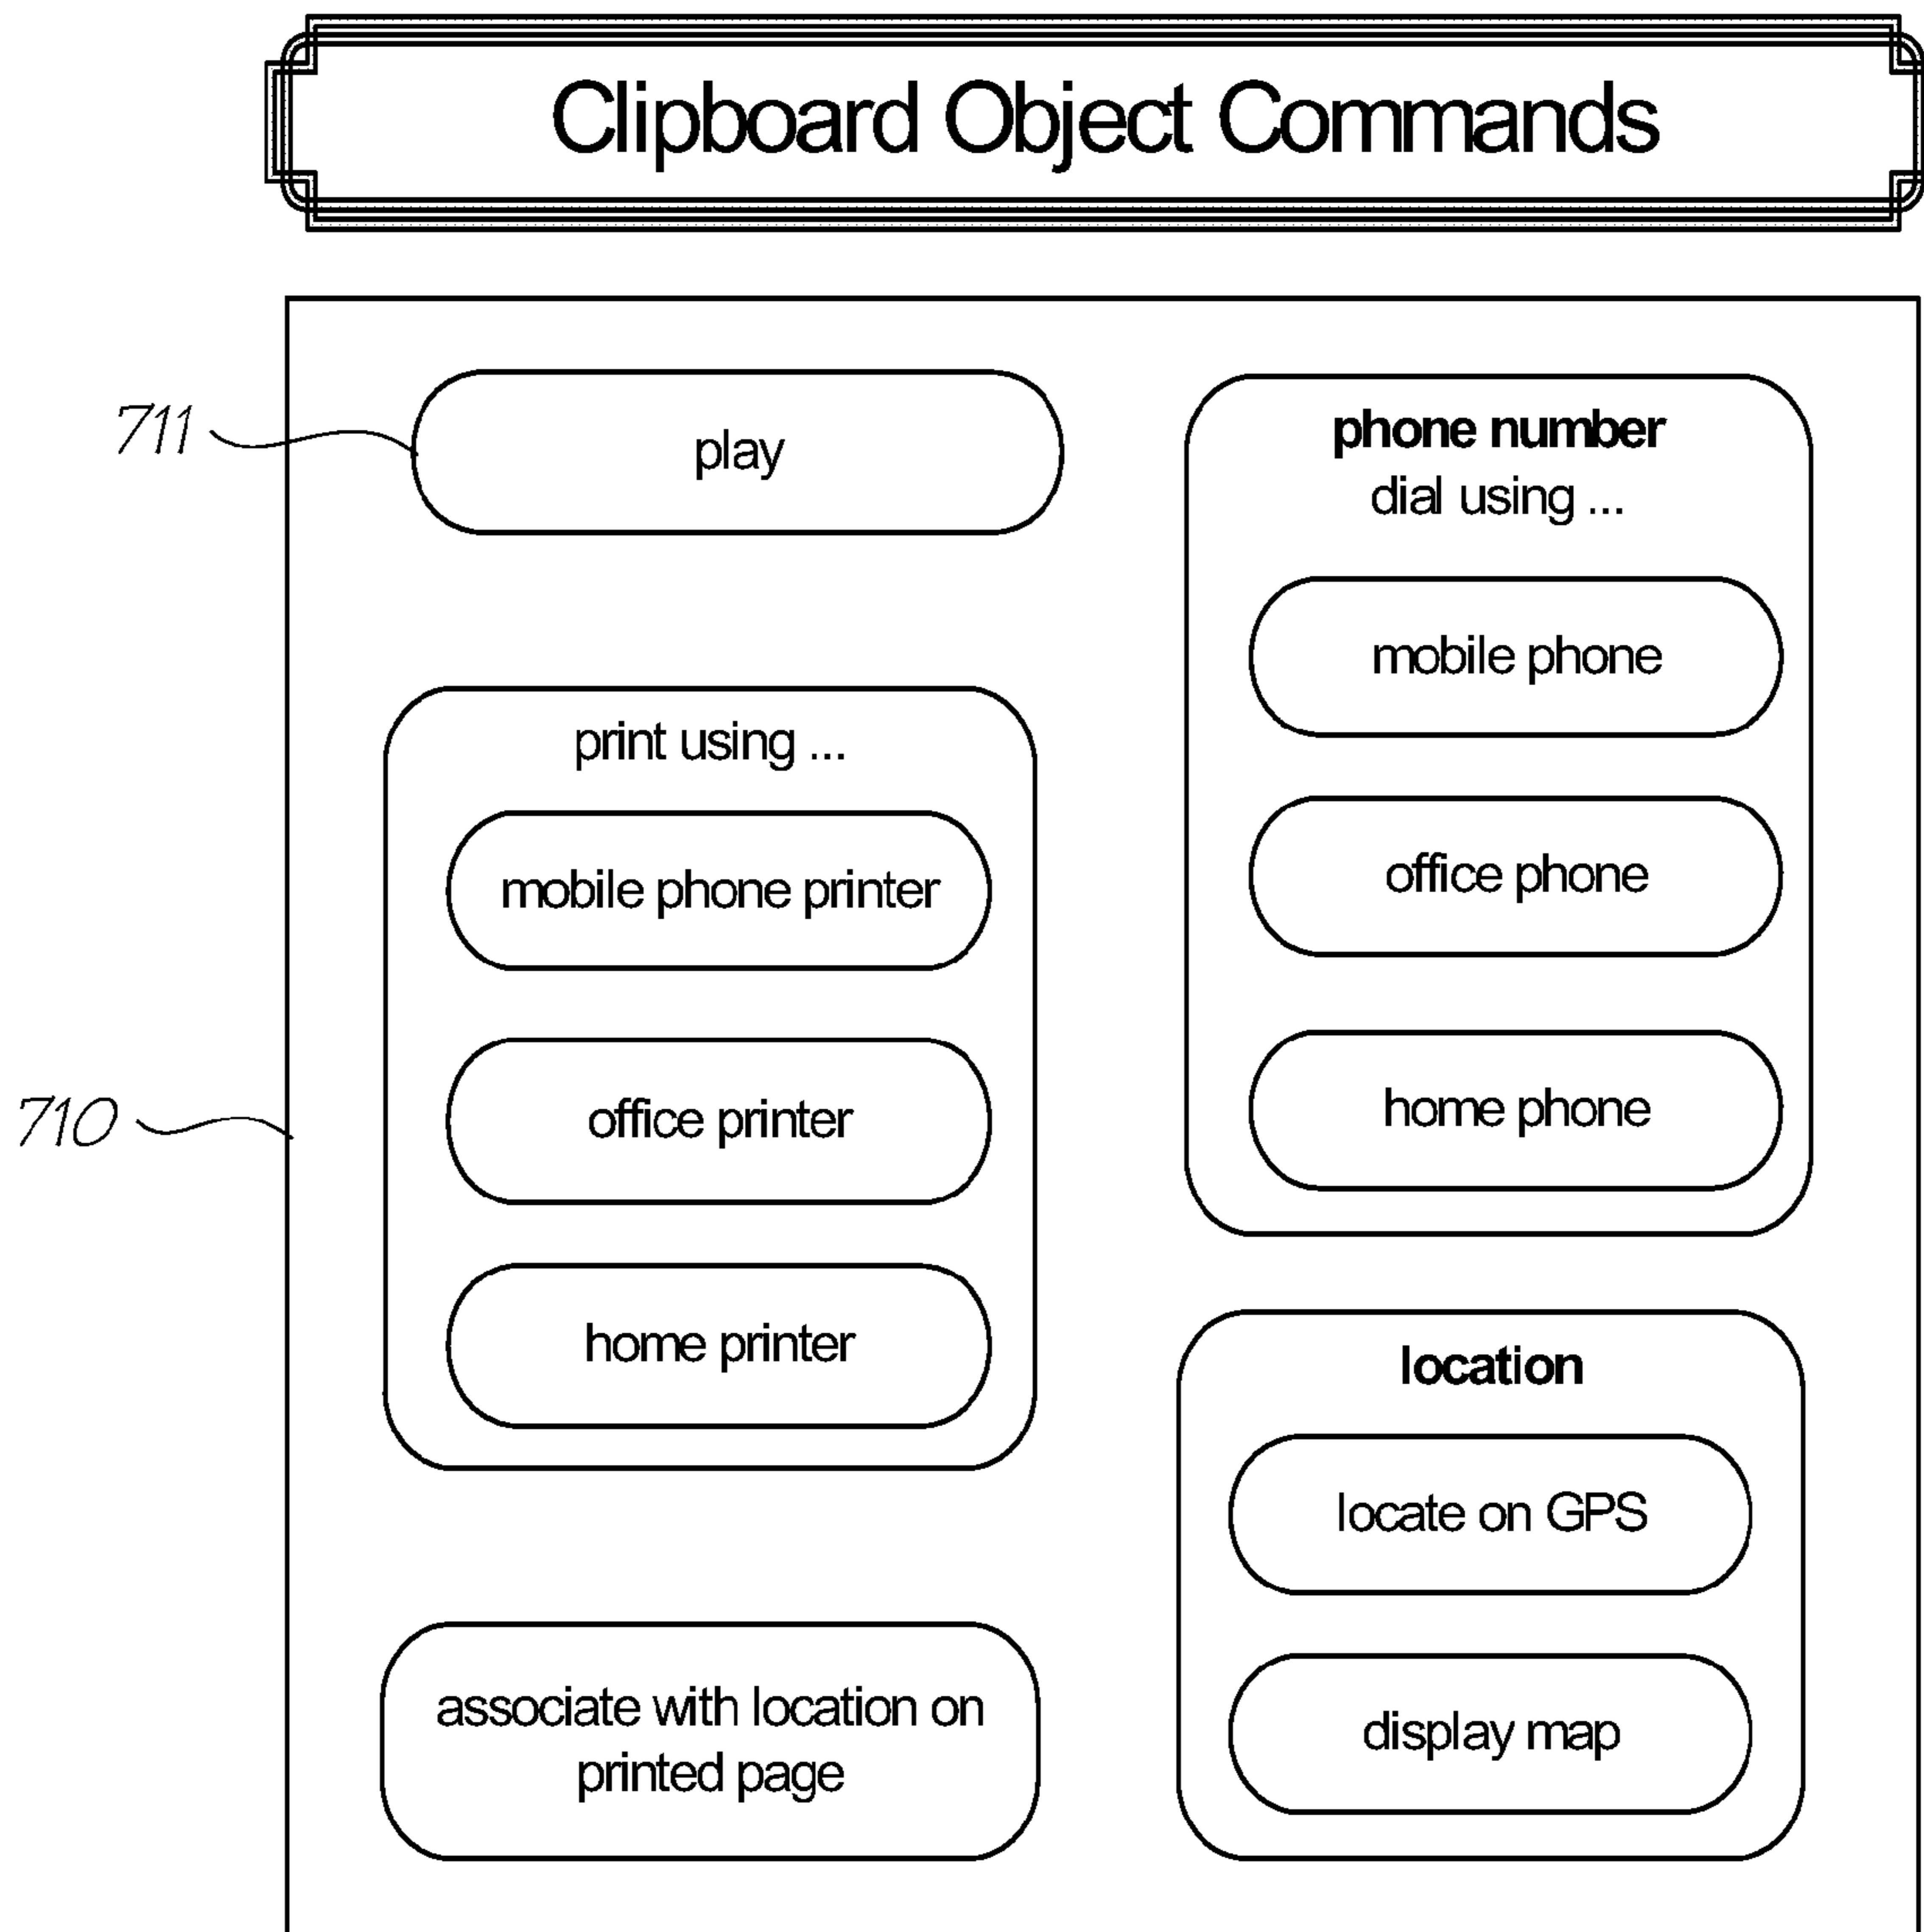 Clipboard Object Commands
711
play
print using ...
mobile phone printer
office printer
home printer
710
associate with location on
printed page
phone number
dial using ...
mobile phone
office phone
home phone
location
locate on GPS
display map